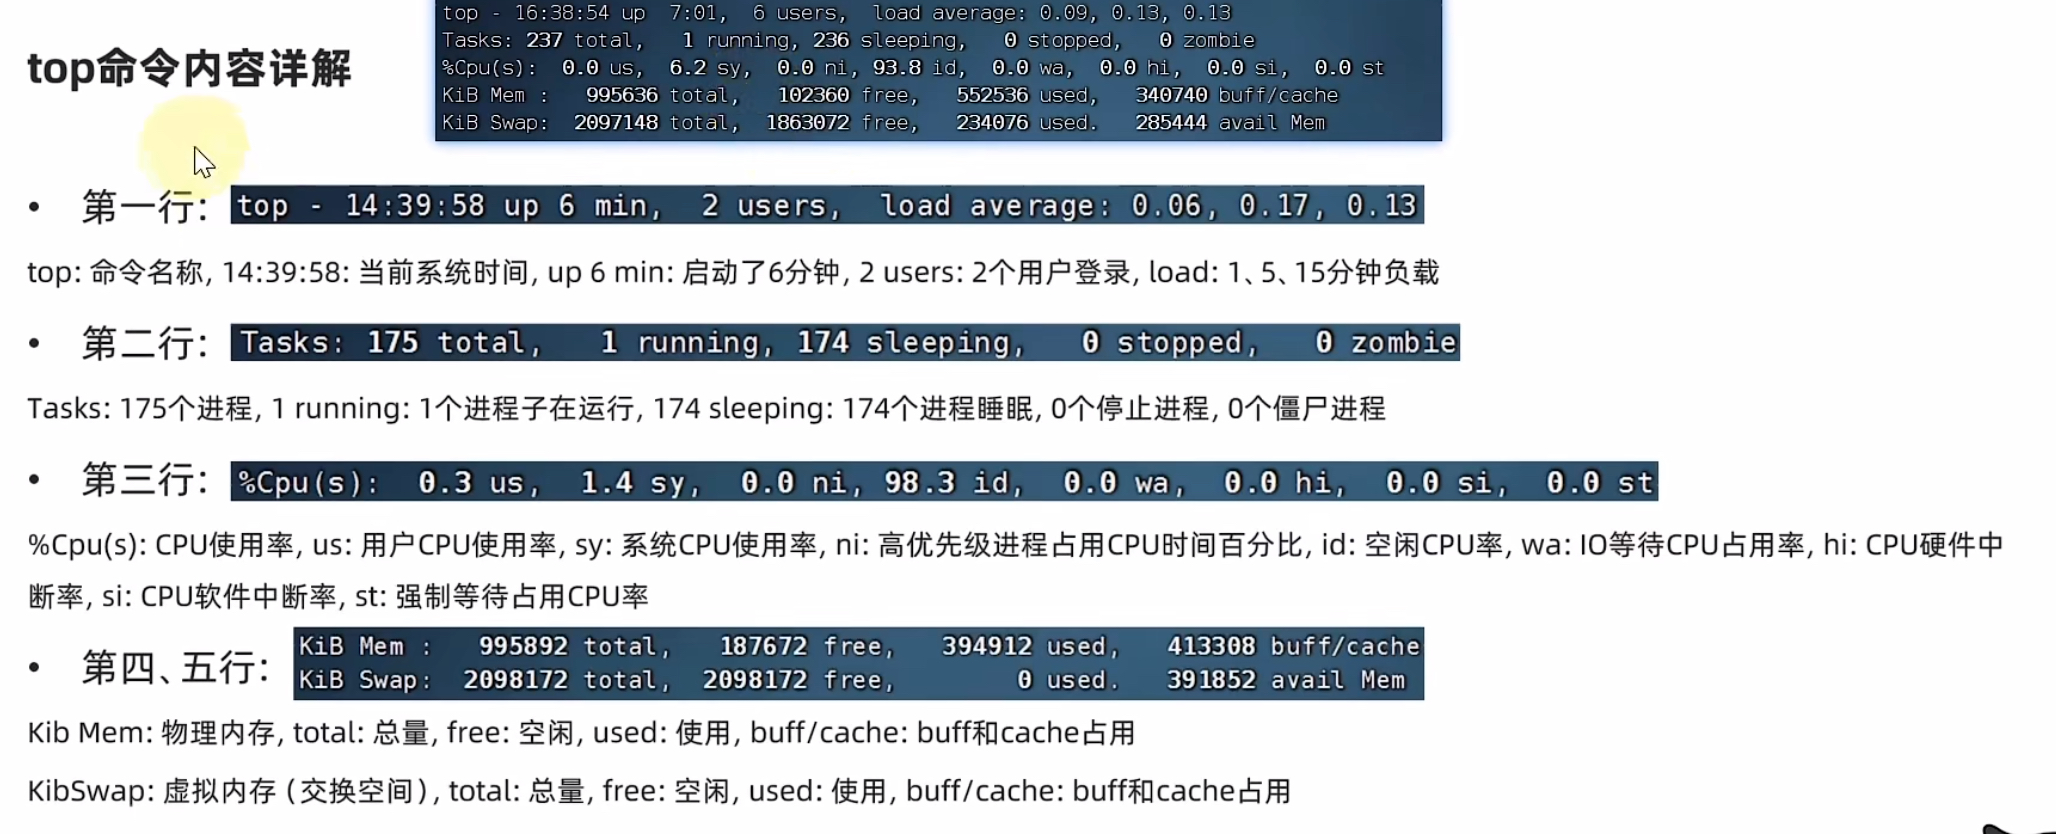 top - 16:38:54 up  7:01,  6 users,  load average: 0.09, 0.13, 0.13
Tasks: 237 total,   1 running, 236 sleeping,   0 stopped,   0 zombie
%Cpu(s):  0.0 us,  6.2 sy,  0.0 ni, 93.8 id,  0.0 wa,  0.0 hi,  0.0 si,  0.0 st
KiB Mem :   995636 total,   102360 free,   552536 used,   340740 buff/cache
KiB Swap:  2097148 total,  1863072 free,   234076 used.   285444 avail Mem
top命令内容详解
• 第一行: top - 14:39:58 up 6 min,  2 users,  load average: 0.06, 0.17, 0.13
top: 命令名称, 14:39:58: 当前系统时间, up 6 min: 启动了6分钟, 2 users: 2个用户登录, load: 1、5、15分钟负载
• 第二行: Tasks: 175 total,   1 running, 174 sleeping,   0 stopped,   0 zombie
Tasks: 175个进程, 1 running: 1个进程子在运行, 174 sleeping: 174个进程睡眠, 0个停止进程, 0个僵尸进程
• 第三行: %Cpu(s):  0.3 us,  1.4 sy,  0.0 ni, 98.3 id,  0.0 wa,  0.0 hi,  0.0 si,  0.0 st
%Cpu(s): CPU使用率, us: 用户CPU使用率, sy: 系统CPU使用率, ni: 高优先级进程占用CPU时间百分比, id: 空闲CPU率, wa: IO等待CPU占用率, hi: CPU硬件中
断率, si: CPU软件中断率, st: 强制等待占用CPU率
• 第四、五行: KiB Mem :   995892 total,   187672 free,   394912 used,   413308 buff/cache
KiB Swap:  2098172 total,  2098172 free,        0 used.   391852 avail Mem
Kib Mem: 物理内存, total: 总量, free: 空闲, used: 使用, buff/cache: buff和cache占用
KibSwap: 虚拟内存 (交换空间), total: 总量, free: 空闲, used: 使用, buff/cache: buff和cache占用